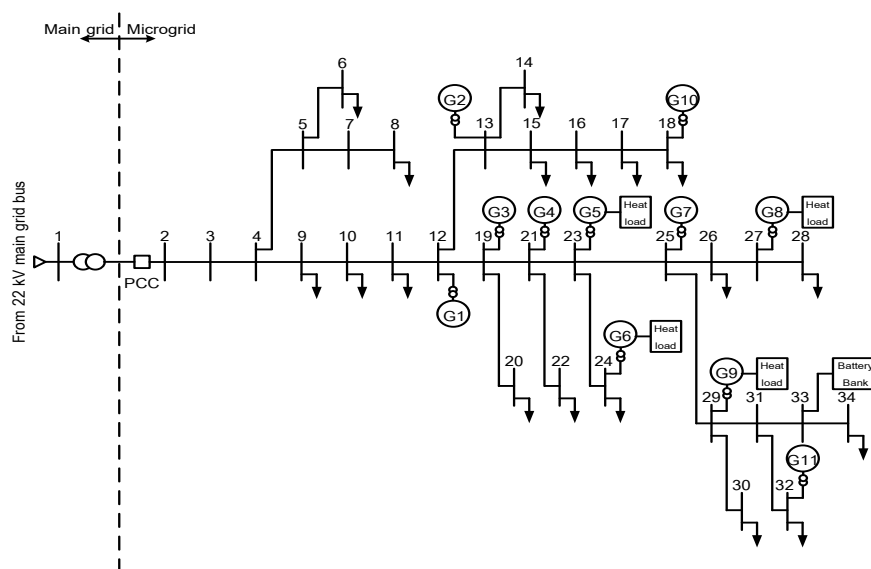 Main grid
Microgrid
6
14
G2
G10
5
7
8
13
15
16
17
18
G3
G4
G5
Heat
load
G7
G8
Heat
load
1
2
3
4
9
10
11
12
19
21
23
25
26
27
28
PCC
From 22 kV main grid bus
G1
G6
Heat
load
20
22
24
G9
Heat
load
Battery
Bank
29
31
33
34
G11
30
32